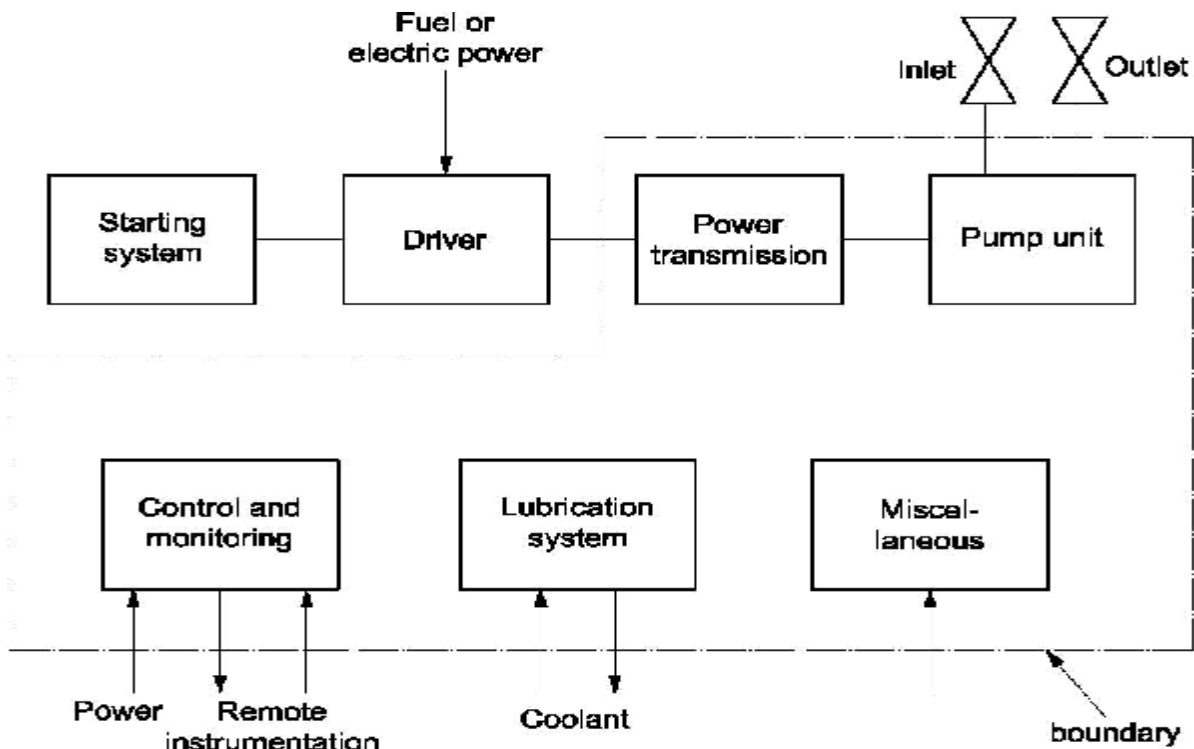 Fuel or
electric power
Inlet
Outlet
Starting
system
Driver
Power
transmission
Pump unit
Control and
monitoring
Lubrication
system
Miscel-
laneous
Power
Remote
instrumentation
Coolant
boundary